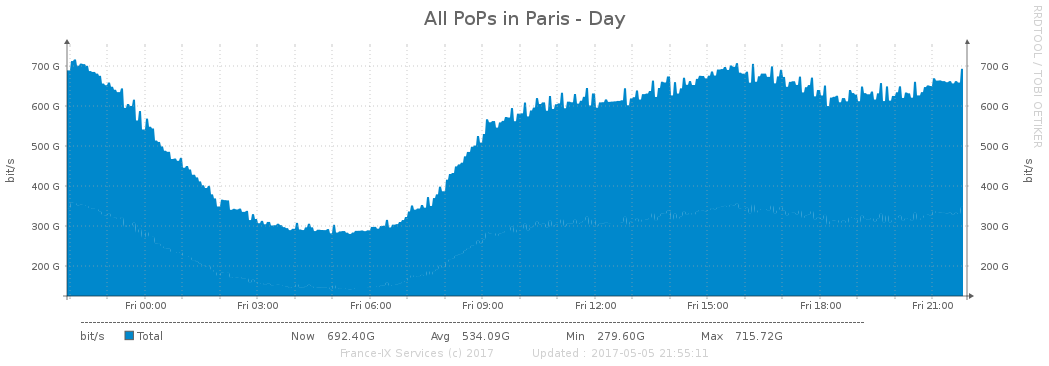 All PoPs in Paris - Day
RRDTOOL / TOBI OETIKER
700 G 700 G
600 G 600 G
500 G 500 G
400 G 400 G
300 G 300 G
200 G 200 G
bit/s bit/s
Fri 00:00 Fri 03:00 Fri 06:00 Fri 09:00 Fri 12:00 Fri 15:00 Fri 18:00 Fri 21:00
bit/s Total Now 692.40G Avg 534.09G Min 279.60G Max 715.72G
France-IX Services (c) 2017 Updated : 2017-05-05 21:55:11